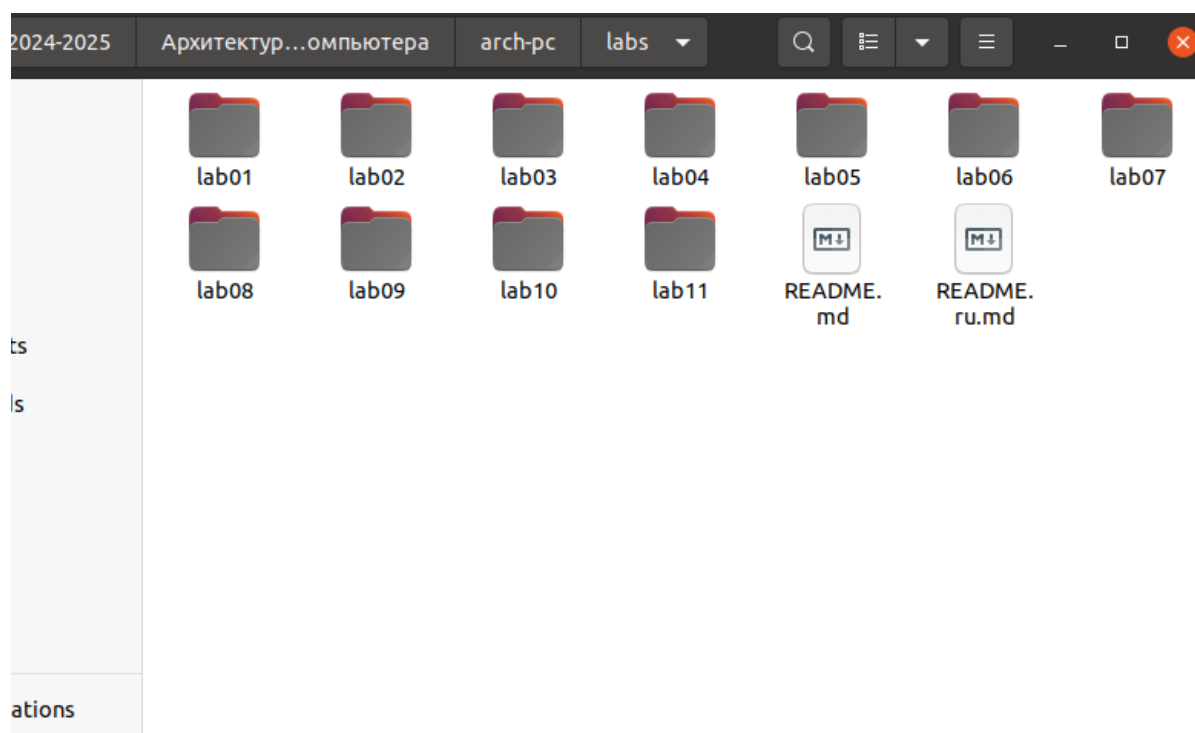 2024-2025 Архитектур...омпьютера arch-pc labs
lab01 lab02 lab03 lab04 lab05 lab06 lab07
lab08 lab09 lab10 lab11 README.md README.ru.md
ts
ls
ations